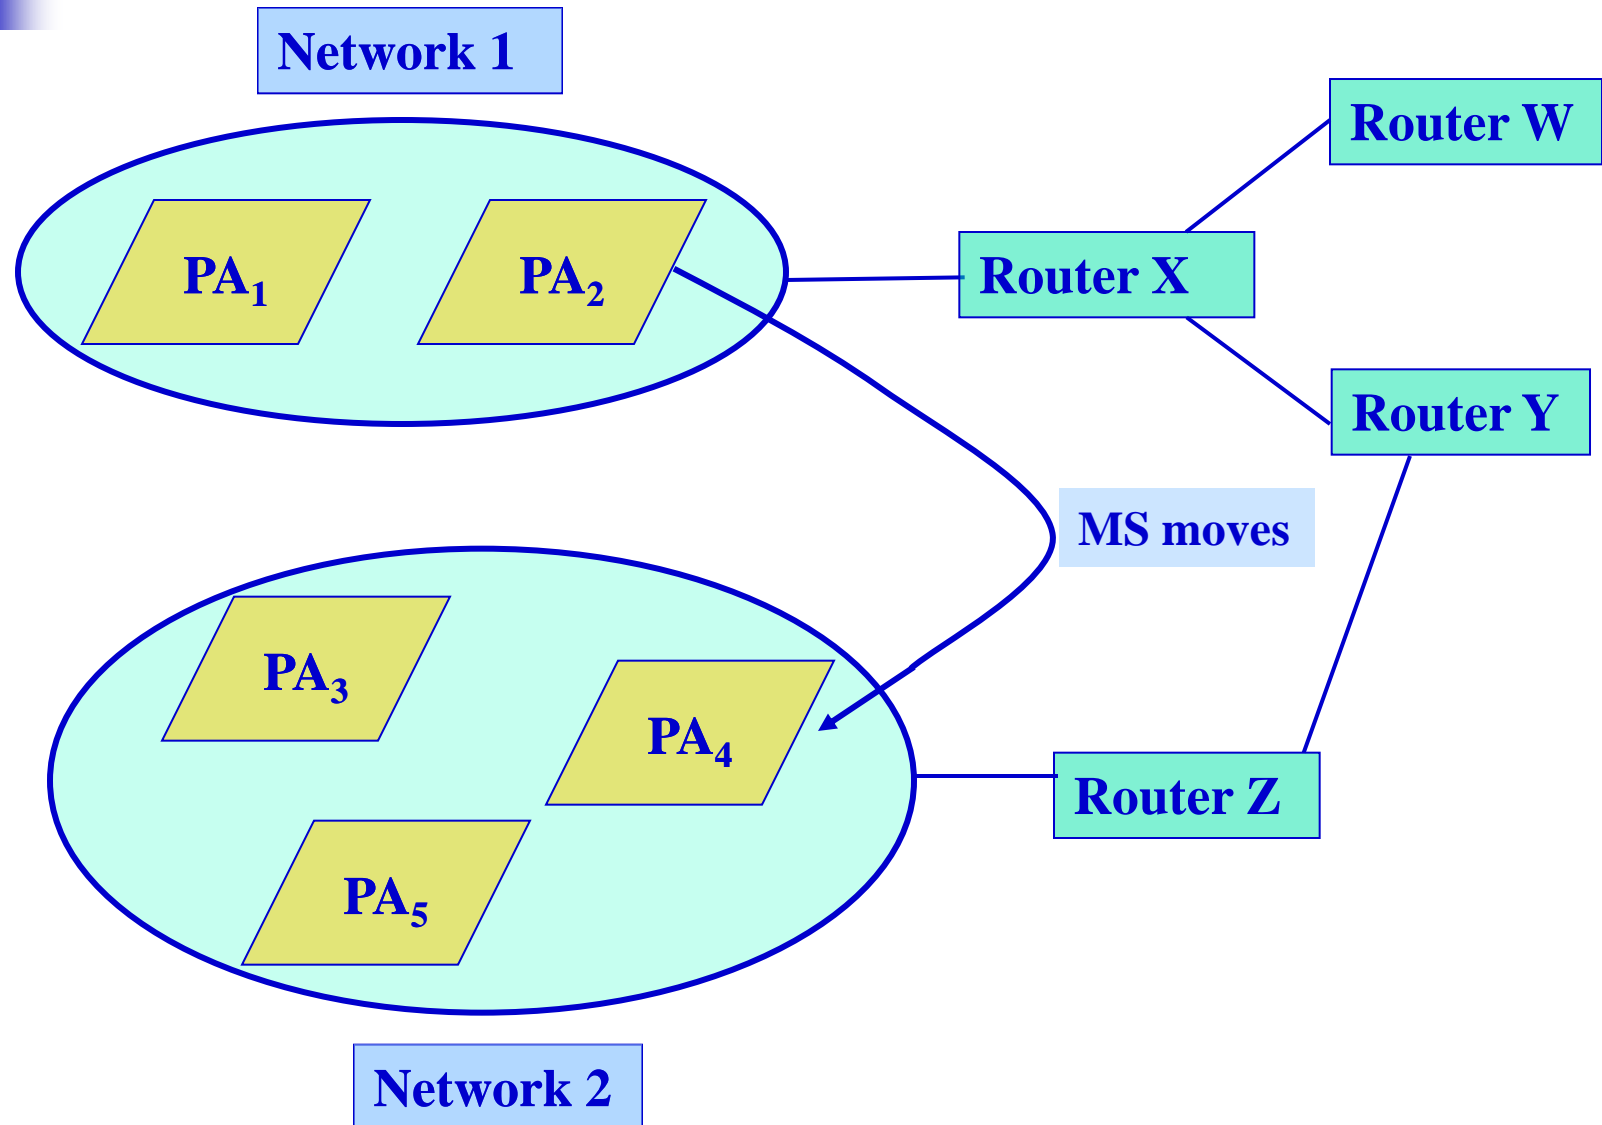 Network 1
Router W
PA₁
PA₂
Router X
Router Y
MS moves
PA₃
PA₄
Router Z
PA₅
Network 2